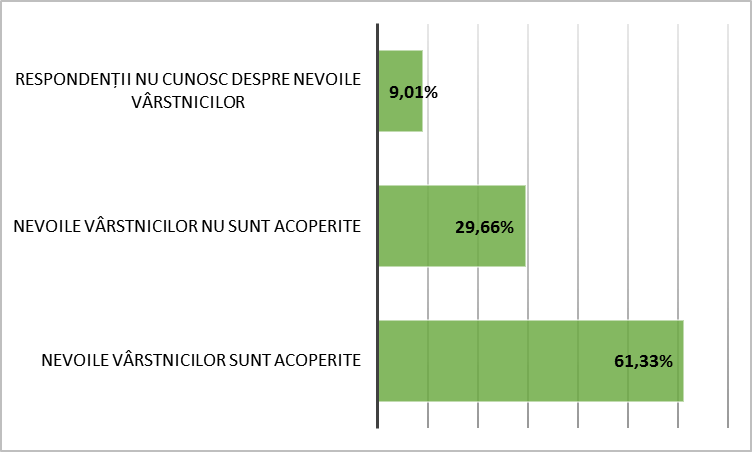 RESPONDENȚII NU CUNOSC DESPRE NEVOILE
VÂRSTNICILOR
9,01%
NEVOILE VÂRSTNICILOR NU SUNT ACOPERITE
29,66%
NEVOILE VÂRSTNICILOR SUNT ACOPERITE
61,33%